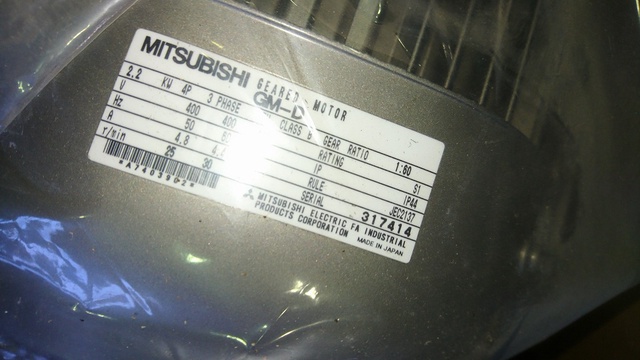 MITSUBISHI GEARED MOTOR
GM-D
2.2 KW 4P 3 PHASE CLASS B GEAR RATIO 1:60
V 400 400 RATING S1
Hz 50 IP IP44
A 4.8 RULE JEC2137
r/min 25 30 SERIAL 317414
*A7403902*
MITSUBISHI ELECTRIC FA INDUSTRIAL
PRODUCTS CORPORATION MADE IN JAPAN